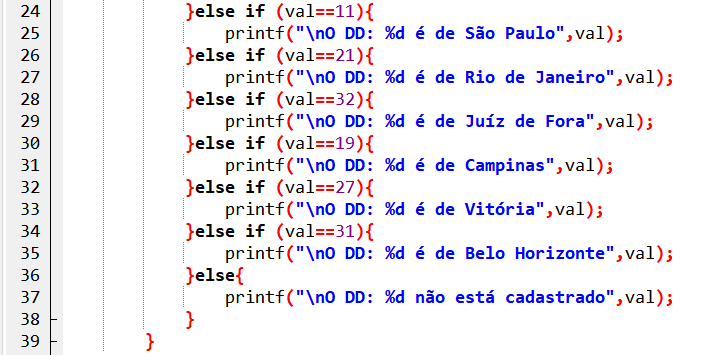 24 }else if (val==11){
25 printf("\nO DD: %d é de São Paulo",val);
26 }else if (val==21){
27 printf("\nO DD: %d é de Rio de Janeiro",val);
28 }else if (val==32){
29 printf("\nO DD: %d é de Juíz de Fora",val);
30 }else if (val==19){
31 printf("\nO DD: %d é de Campinas",val);
32 }else if (val==27){
33 printf("\nO DD: %d é de Vitória",val);
34 }else if (val==31){
35 printf("\nO DD: %d é de Belo Horizonte",val);
36 }else{
37 printf("\nO DD: %d não está cadastrado",val);
38 }
39 }